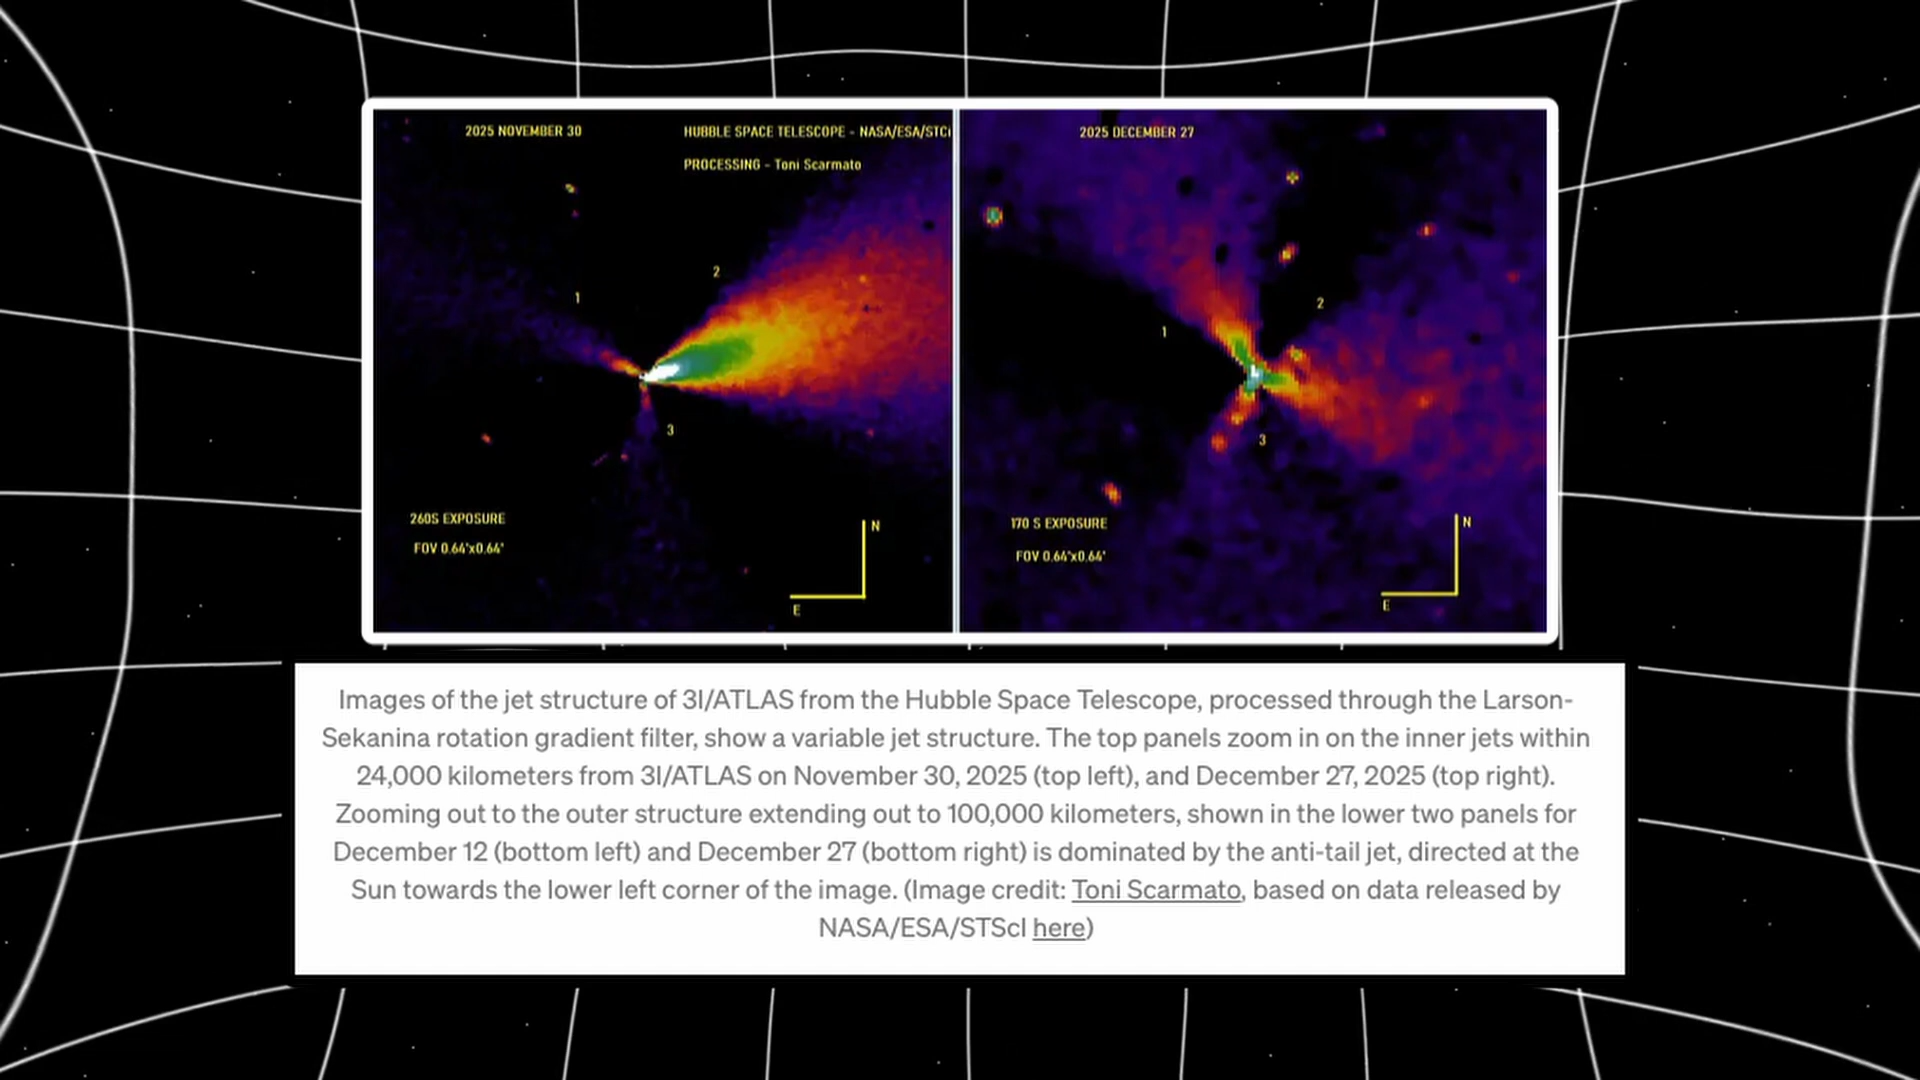 2025 NOVEMBER 30
HUBBLE SPACE TELESCOPE - NASA/ESA/STCi
PROCESSING - Toni Scarmato
1
2
3
260S EXPOSURE
FOV 0.64'x0.64'
N
E
2025 DECEMBER 27
1
2
3
170 S EXPOSURE
FOV 0.64'x0.64'
N
E
Images of the jet structure of 3I/ATLAS from the Hubble Space Telescope, processed through the Larson-
Sekanina rotation gradient filter, show a variable jet structure. The top panels zoom in on the inner jets within
24,000 kilometers from 3I/ATLAS on November 30, 2025 (top left), and December 27, 2025 (top right).
Zooming out to the outer structure extending out to 100,000 kilometers, shown in the lower two panels for
December 12 (bottom left) and December 27 (bottom right) is dominated by the anti-tail jet, directed at the
Sun towards the lower left corner of the image. (Image credit: Toni Scarmato, based on data released by
NASA/ESA/STScI here)